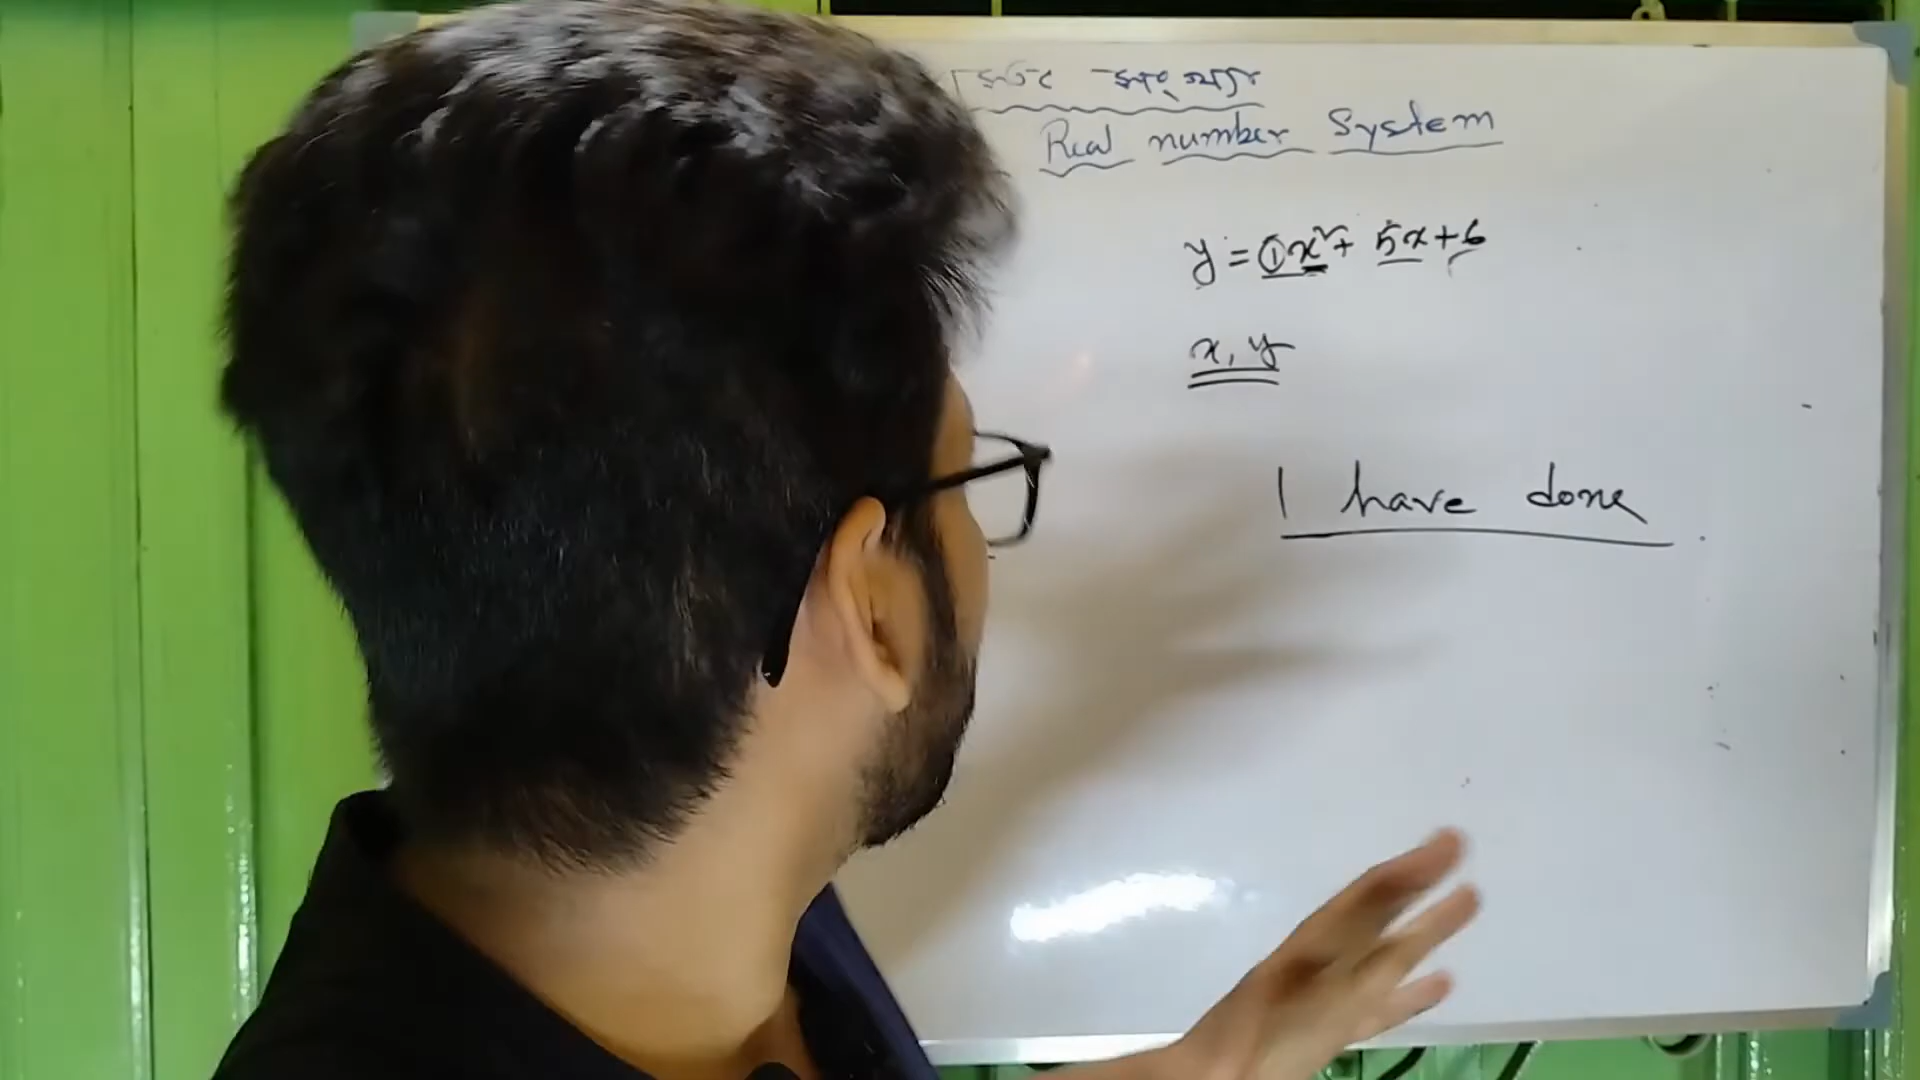 Real number System
y = 1x² + 5x + 6
x, y
I have done